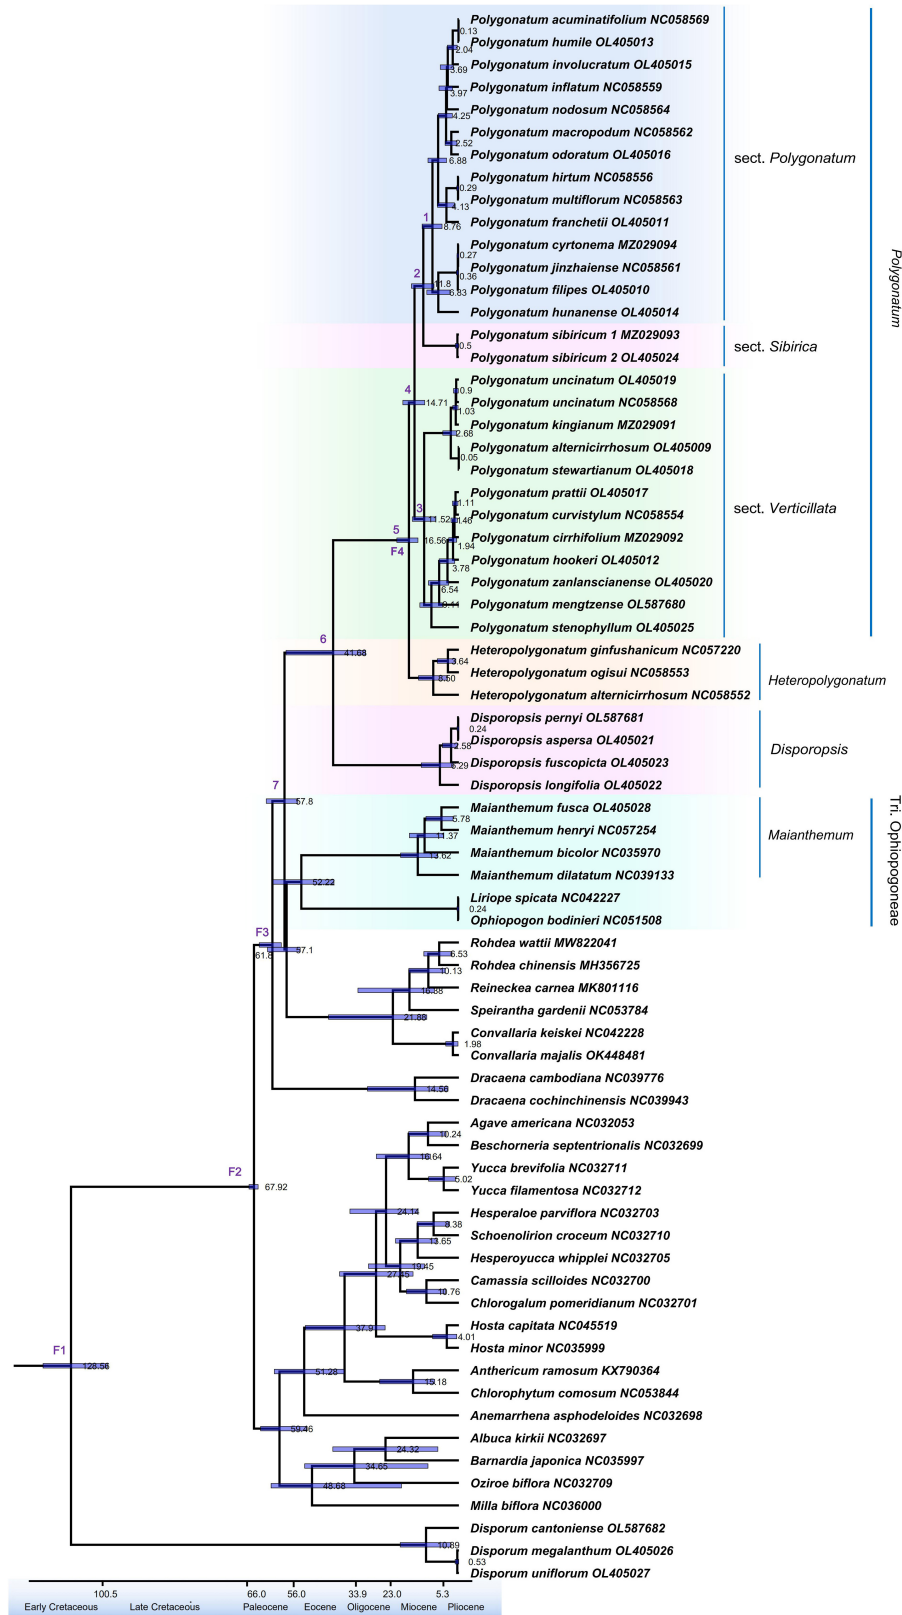 Polygonatum acuminatifolium NC058569
0.13
Polygonatum humile OL405013
2.04
Polygonatum involucratum OL405015
3.69
Polygonatum inflatum NC058559
3.97
Polygonatum nodosum NC058564
4.25
Polygonatum macropodum NC058562
2.52
Polygonatum odoratum OL405016
6.88
sect. Polygonatum
Polygonatum hirtum NC058556
0.29
Polygonatum multiflorum NC058563
4.13
Polygonatum franchetii OL405011
1
8.76
Polygonatum cyrtonema MZ029094
0.27
Polygonatum jinzhaiense NC058561
0.36
2
11.8
Polygonatum filipes OL405010
6.83
Polygonatum hunanense OL405014
Polygonatum
Polygonatum sibiricum 1 MZ029093
0.5
sect. Sibirica
Polygonatum sibiricum 2 OL405024
Polygonatum uncinatum OL405019
0.9
4
14.71
Polygonatum uncinatum NC058568
1.03
Polygonatum kingianum MZ029091
2.68
Polygonatum alternicirrhosum OL405009
0.05
Polygonatum stewartianum OL405018
Polygonatum prattii OL405017
1.11
sect. Verticillata
3
11.52
Polygonatum curvistylum NC058554
1.46
5
16.56
Polygonatum cirrhifolium MZ029092
1.94
F4
Polygonatum hookeri OL405012
3.78
Polygonatum zanlanscianense OL405020
6.54
Polygonatum mengtzense OL587680
Polygonatum stenophyllum OL405025
6
41.68
Heteropolygonatum ginfushanicum NC057220
3.64
Heteropolygonatum ogisui NC058553
8.50
Heteropolygonatum
Heteropolygonatum alternicirrhosum NC058552
Disporopsis pernyi OL587681
0.24
Disporopsis aspersa OL405021
2.58
Disporopsis
Disporopsis fuscopicta OL405023
5.29
Disporopsis longifolia OL405022
7
57.8
Maianthemum fusca OL405028
5.78
Maianthemum henryi NC057254
11.37
Maianthemum
Maianthemum bicolor NC035970
13.62
Maianthemum dilatatum NC039133
Tri. Ophiopogoneae
52.22
Liriope spicata NC042227
0.24
Ophiopogon bodinieri NC051508
F3
61.8
57.1
Rohdea wattii MW822041
6.53
Rohdea chinensis MH356725
10.13
Reineckea carnea MK801116
16.88
Speirantha gardenii NC053784
21.88
Convallaria keiskei NC042228
1.98
Convallaria majalis OK448481
Dracaena cambodiana NC039776
14.56
Dracaena cochinchinensis NC039943
Agave americana NC032053
10.24
Beschorneria septentrionalis NC032699
16.64
Yucca brevifolia NC032711
5.02
F2
67.92
Yucca filamentosa NC032712
24.14
Hesperaloe parviflora NC032703
8.38
Schoenolirion croceum NC032710
13.65
Hesperoyucca whipplei NC032705
19.45
27.45
Camassia scilloides NC032700
10.76
Chlorogalum pomeridianum NC032701
37.9
Hosta capitata NC045519
4.01
Hosta minor NC035999
F1
128.56
51.28
Anthericum ramosum KX790364
15.18
Chlorophytum comosum NC053844
Anemarrhena asphodeloides NC032698
59.46
Albuca kirkii NC032697
24.32
Barnardia japonica NC035997
34.65
Oziroe biflora NC032709
48.68
Milla biflora NC036000
Disporum cantoniense OL587682
10.89
Disporum megalanthum OL405026
0.53
Disporum uniflorum OL405027
100.5 66.0 56.0 33.9 23.0 5.3
Early Cretaceous Late Cretaceous Paleocene Eocene Oligocene Miocene Pliocene